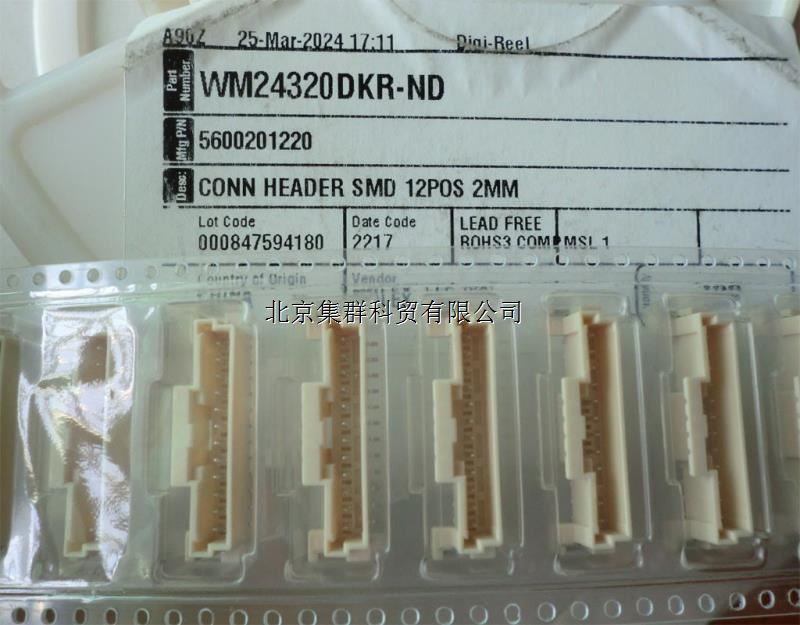 A90Z 25-Mar-2024 17:11 Digi-Reel
Part Number WM24320DKR-ND
Mfg P/N 5600201220
Desc: CONN HEADER SMD 12POS 2MM
Lot Code Date Code LEAD FREE
000847594180 2217 ROHS3 COMP MSL 1
Country of Origin Vendor
北京集群科贸有限公司